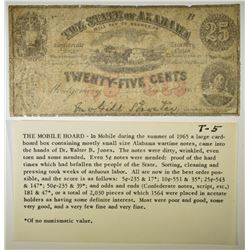 B
THE STATE OF ALABAMA
25
TWENTY-FIVE CENTS
Montgomery
T-5
THE MOBILE BOARD - In Mobile during the summer of 1965 a large card-
board box containing mostly small size Alabama wartime notes, came
into the hands of Dr. Walter B. Jones. The notes were dirty, wrinkled, even
torn and some mended. Even 5¢ notes were mended: proof of the hard
times which had befallen the people of the State. Sorting, cleaning and
pressing took weeks of arduous labor. All are now in the best order pos-
sible, and the score is as follows: 5¢-235 & 17*; 10¢-551 & 35*; 25¢-543
& 147*; 50¢-235 & 39*; and odds and ends (Confederate notes, script, etc.)
181 & 47*, or a total of 2,030 pieces of which 1564 were placed in acetate
holders as having some definite interest. Most were poor and good, some
very good, and a very few fine and very fine.
*Of no numismatic value.